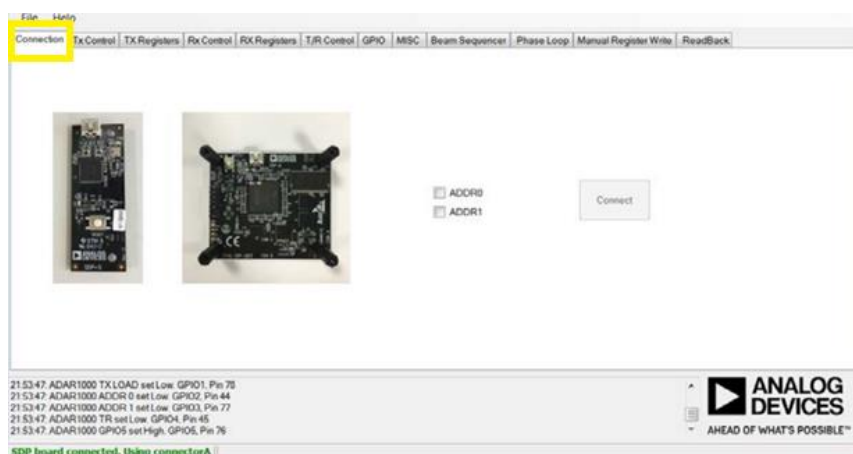 File Help
Connection Tx Control TX Registers Rx Control RX Registers T/R Control GPIO MISC Beam Sequencer Phase Loop Manual Register Write ReadBack
ADDR0
ADDR1
Connect
ANALOG DEVICES
21:53:47: ADAR1000 TX LOAD set Low: GPIO1, Pin 78
21:53:47: ADAR1000 ADDR 0 set Low: GPIO2, Pin 44
21:53:47: ADAR1000 ADDR 1 set Low: GPIO3, Pin 77
21:53:47: ADAR1000 TR set Low: GPIO4, Pin 45
21:53:47: ADAR1000 GPIO5 set High: GPIO5, Pin 76
ANALOG
DEVICES
AHEAD OF WHAT'S POSSIBLE™
SDP board connected. Using connectorA